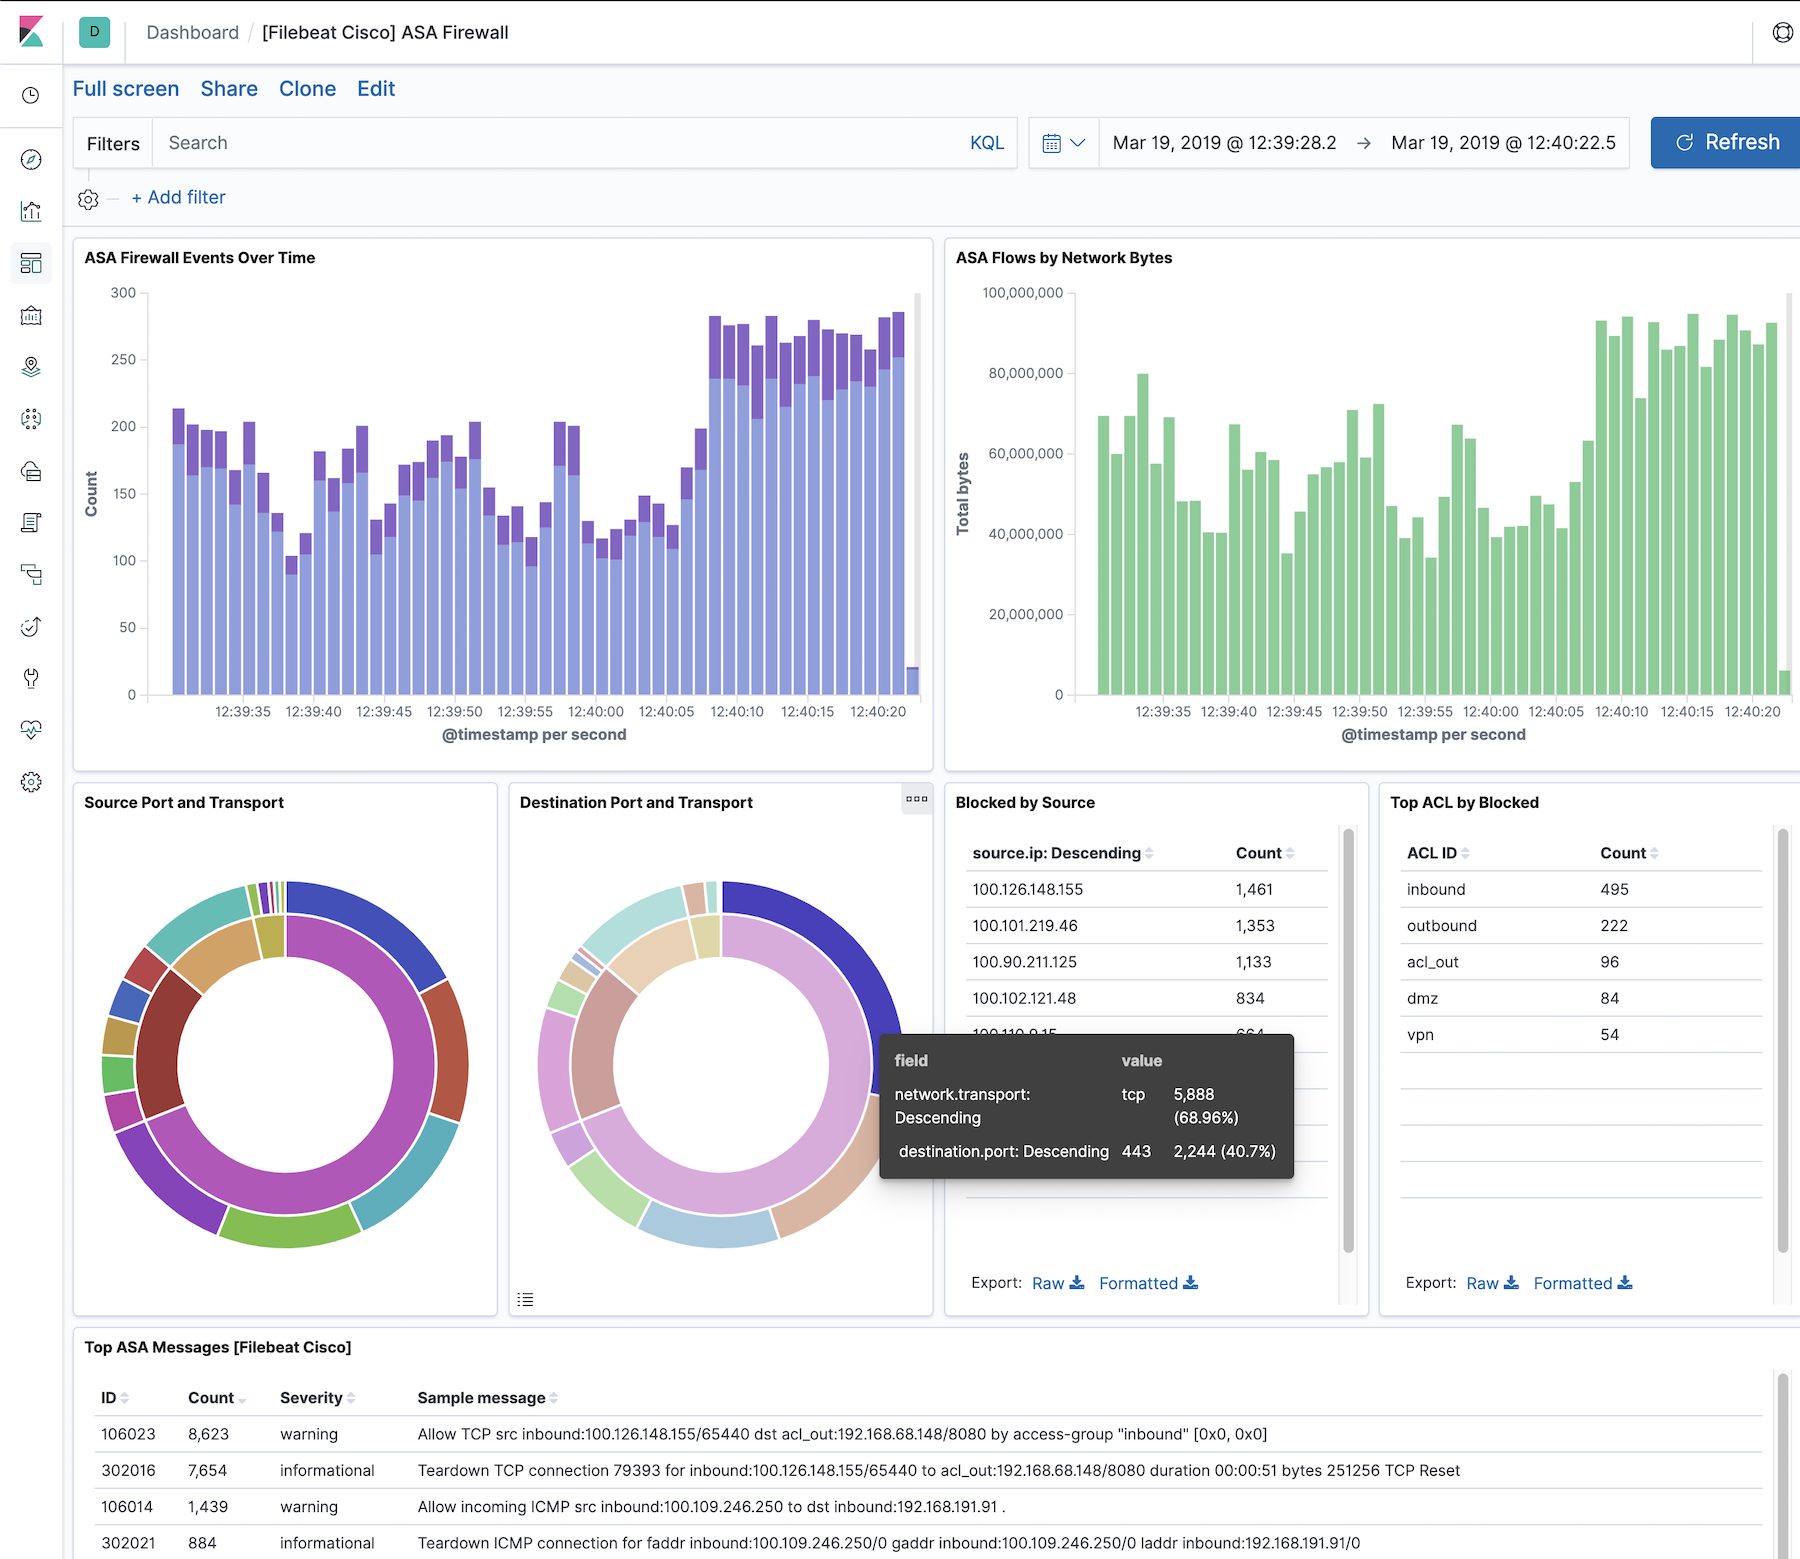 D
Dashboard / [Filebeat Cisco] ASA Firewall
Full screen Share Clone Edit
Filters Search KQL Mar 19, 2019 @ 12:39:28.2 → Mar 19, 2019 @ 12:40:22.5 Refresh
+ Add filter
ASA Firewall Events Over Time
300
250
200
150
100
50
0
Count
12:39:35 12:39:40 12:39:45 12:39:50 12:39:55 12:40:00 12:40:05 12:40:10 12:40:15 12:40:20
@timestamp per second
ASA Flows by Network Bytes
100,000,000
80,000,000
60,000,000
40,000,000
20,000,000
0
Total bytes
12:39:35 12:39:40 12:39:45 12:39:50 12:39:55 12:40:00 12:40:05 12:40:10 12:40:15 12:40:20
@timestamp per second
Source Port and Transport
Destination Port and Transport
field value
network.transport: tcp 5,888
Descending (68.96%)
destination.port: Descending 443 2,244 (40.7%)
Blocked by Source
source.ip: Descending Count
100.126.148.155 1,461
100.101.219.46 1,353
100.90.211.125 1,133
100.102.121.48 834
100.110.9.15 664
Export: Raw Formatted
Top ACL by Blocked
ACL ID Count
inbound 495
outbound 222
acl_out 96
dmz 84
vpn 54
Export: Raw Formatted
Top ASA Messages [Filebeat Cisco]
ID Count Severity Sample message
106023 8,623 warning Allow TCP src inbound:100.126.148.155/65440 dst acl_out:192.168.68.148/8080 by access-group "inbound" [0x0, 0x0]
302016 7,654 informational Teardown TCP connection 79393 for inbound:100.126.148.155/65440 to acl_out:192.168.68.148/8080 duration 00:00:51 bytes 251256 TCP Reset
106014 1,439 warning Allow incoming ICMP src inbound:100.109.246.250 to dst inbound:192.168.191.91 .
302021 884 informational Teardown ICMP connection for faddr inbound:100.109.246.250/0 gaddr inbound:100.109.246.250/0 laddr inbound:192.168.191.91/0